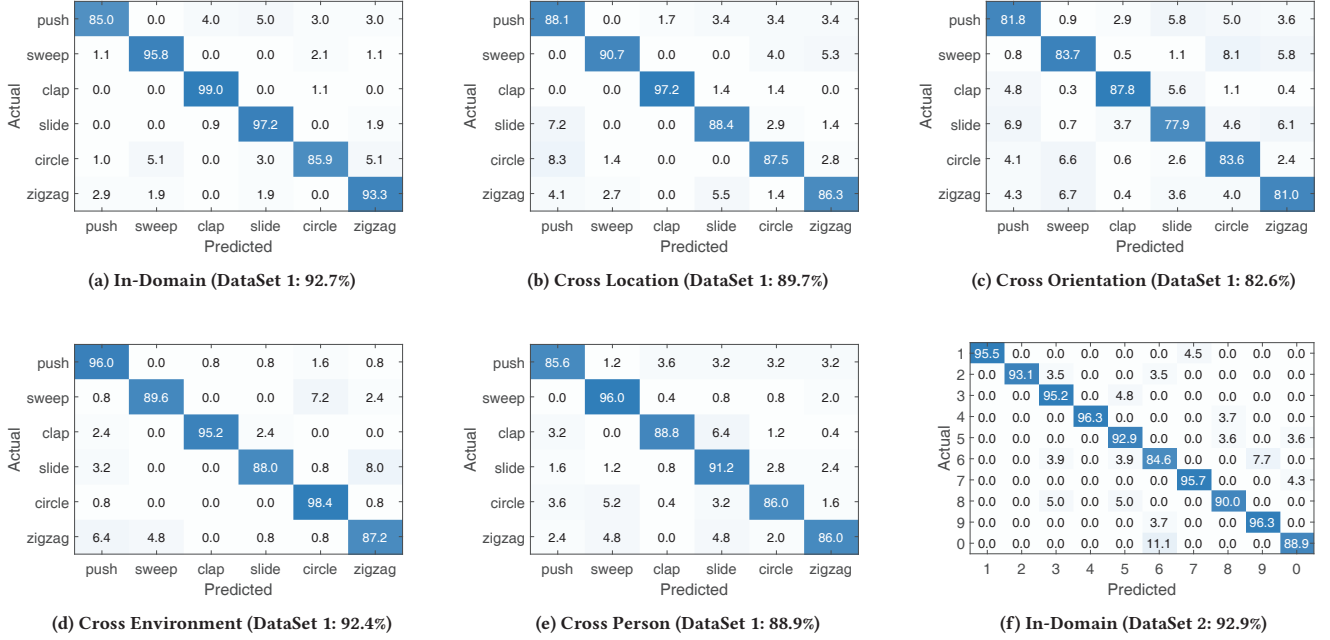 Actual
push 85.0 0.0 4.0 5.0 3.0 3.0
sweep 1.1 95.8 0.0 0.0 2.1 1.1
clap 0.0 0.0 99.0 0.0 1.1 0.0
slide 0.0 0.0 0.9 97.2 0.0 1.9
circle 1.0 5.1 0.0 3.0 85.9 5.1
zigzag 2.9 1.9 0.0 1.9 0.0 93.3
push sweep clap slide circle zigzag
Predicted
(a) In-Domain (DataSet 1: 92.7%)
Actual
push 88.1 0.0 1.7 3.4 3.4 3.4
sweep 0.0 90.7 0.0 0.0 4.0 5.3
clap 0.0 0.0 97.2 1.4 1.4 0.0
slide 7.2 0.0 0.0 88.4 2.9 1.4
circle 8.3 1.4 0.0 0.0 87.5 2.8
zigzag 4.1 2.7 0.0 5.5 1.4 86.3
push sweep clap slide circle zigzag
Predicted
(b) Cross Location (DataSet 1: 89.7%)
Actual
push 81.8 0.9 2.9 5.8 5.0 3.6
sweep 0.8 83.7 0.5 1.1 8.1 5.8
clap 4.8 0.3 87.8 5.6 1.1 0.4
slide 6.9 0.7 3.7 77.9 4.6 6.1
circle 4.1 6.6 0.6 2.6 83.6 2.4
zigzag 4.3 6.7 0.4 3.6 4.0 81.0
push sweep clap slide circle zigzag
Predicted
(c) Cross Orientation (DataSet 1: 82.6%)
Actual
push 96.0 0.0 0.8 0.8 1.6 0.8
sweep 0.8 89.6 0.0 0.0 7.2 2.4
clap 2.4 0.0 95.2 2.4 0.0 0.0
slide 3.2 0.0 0.0 88.0 0.8 8.0
circle 0.8 0.0 0.0 0.0 98.4 0.8
zigzag 6.4 4.8 0.0 0.8 0.8 87.2
push sweep clap slide circle zigzag
Predicted
(d) Cross Environment (DataSet 1: 92.4%)
Actual
push 85.6 1.2 3.6 3.2 3.2 3.2
sweep 0.0 96.0 0.4 0.8 0.8 2.0
clap 3.2 0.0 88.8 6.4 1.2 0.4
slide 1.6 1.2 0.8 91.2 2.8 2.4
circle 3.6 5.2 0.4 3.2 86.0 1.6
zigzag 2.4 4.8 0.0 4.8 2.0 86.0
push sweep clap slide circle zigzag
Predicted
(e) Cross Person (DataSet 1: 88.9%)
Actual
1 95.5 0.0 0.0 0.0 0.0 0.0 4.5 0.0 0.0 0.0
2 0.0 93.1 3.5 0.0 0.0 3.5 0.0 0.0 0.0 0.0
3 0.0 0.0 95.2 0.0 4.8 0.0 0.0 0.0 0.0 0.0
4 0.0 0.0 0.0 96.3 0.0 0.0 0.0 3.7 0.0 0.0
5 0.0 0.0 0.0 0.0 92.9 0.0 0.0 3.6 0.0 3.6
6 0.0 0.0 3.9 0.0 3.9 84.6 0.0 0.0 7.7 0.0
7 0.0 0.0 0.0 0.0 0.0 0.0 95.7 0.0 0.0 4.3
8 0.0 0.0 5.0 0.0 5.0 0.0 0.0 90.0 0.0 0.0
9 0.0 0.0 0.0 0.0 0.0 3.7 0.0 0.0 96.3 0.0
0 0.0 0.0 0.0 0.0 0.0 11.1 0.0 0.0 0.0 88.9
1 2 3 4 5 6 7 8 9 0
Predicted
(f) In-Domain (DataSet 2: 92.9%)